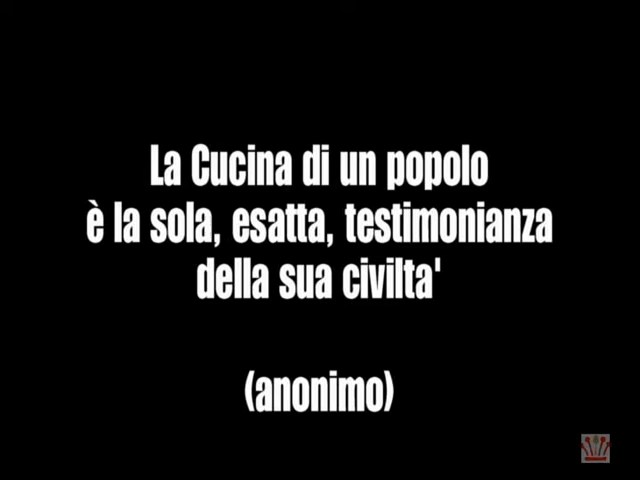 La Cucina di un popolo
è la sola, esatta, testimonianza
della sua civilta'
(anonimo)